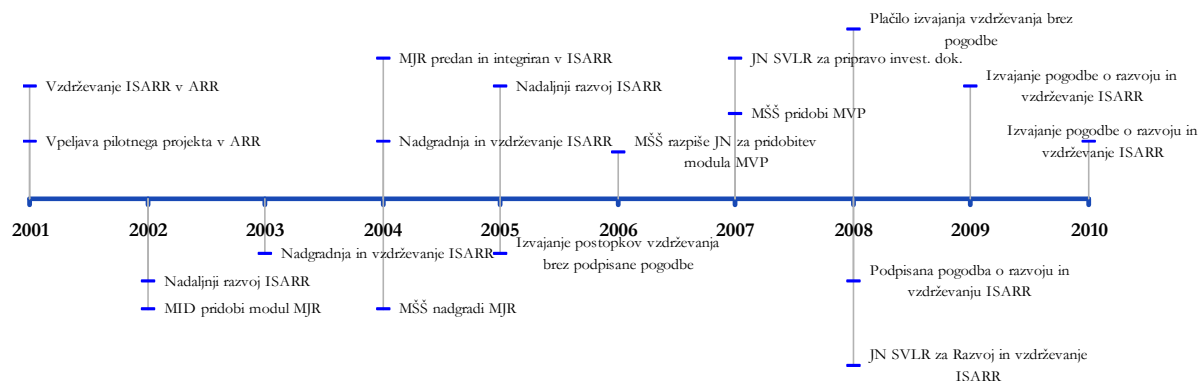 Plačilo izvajanja vzdrževanja brez
pogodbe
MJR predan in integriran v ISARR
JN SVLR za pripravo invest. dok.
Vzdrževanje ISARR v ARR
Nadaljnji razvoj ISARR
Izvajanje pogodbe o razvoju in
vzdrževanje ISARR
MŠŠ pridobi MVP
Vpeljava pilotnega projekta v ARR
Nadgradnja in vzdrževanje ISARR
MŠŠ razpiše JN za pridobitev
modula MVP
Izvajanje pogodbe o razvoju in
vzdrževanje ISARR
2001 2002 2003 2004 2005 2006 2007 2008 2009 2010
Nadgradnja in vzdrževanje ISARR
Izvajanje postopkov vzdrževanja
brez podpisane pogodbe
Nadaljnji razvoj ISARR
Podpisana pogodba o razvoju in
vzdrževanju ISARR
MID pridobi modul MJR
MŠŠ nadgradi MJR
JN SVLR za Razvoj in vzdrževanje
ISARR